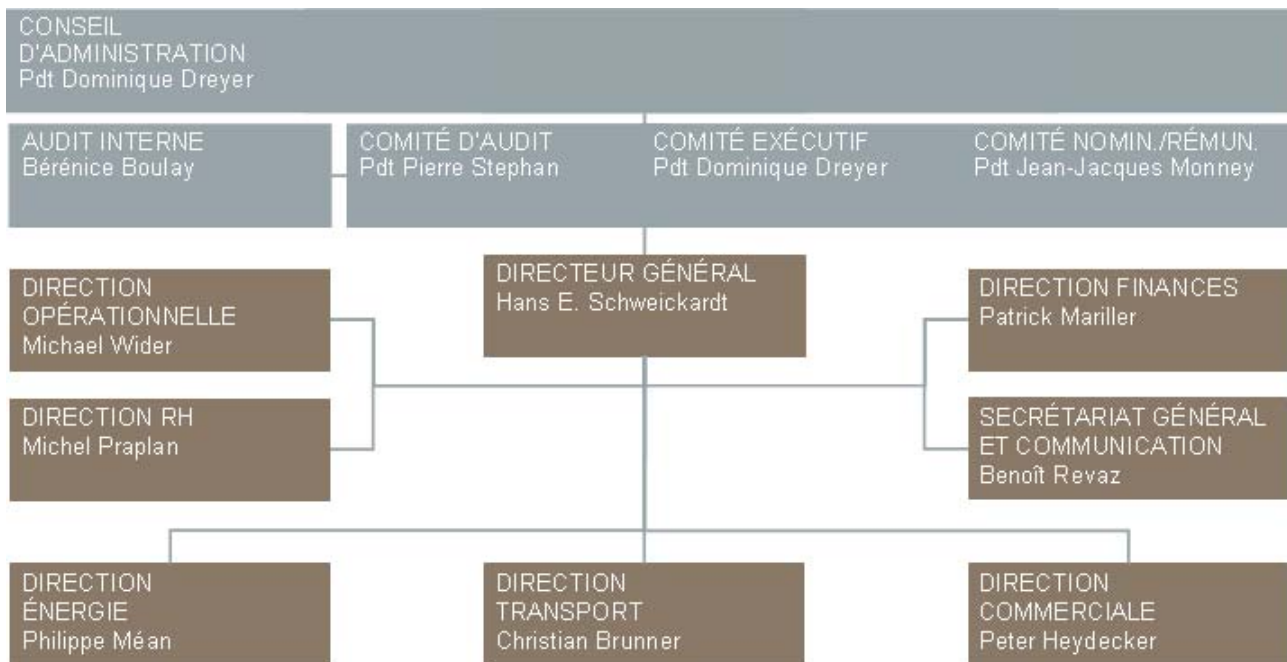 CONSEIL
D'ADMINISTRATION
Pdt Dominique Dreyer
AUDIT INTERNE
Bérénice Boulay
COMITÉ D'AUDIT
Pdt Pierre Stephan
COMITÉ EXÉCUTIF
Pdt Dominique Dreyer
COMITÉ NOMIN./RÉMUN.
Pdt Jean-Jacques Monney
DIRECTEUR GÉNÉRAL
Hans E. Schweickardt
DIRECTION
OPÉRATIONNELLE
Michael Wider
DIRECTION FINANCES
Patrick Mariller
DIRECTION RH
Michel Praplan
SECRÉTARIAT GÉNÉRAL
ET COMMUNICATION
Benoît Revaz
DIRECTION
ÉNERGIE
Philippe Méan
DIRECTION
TRANSPORT
Christian Brunner
DIRECTION
COMMERCIALE
Peter Heydecker